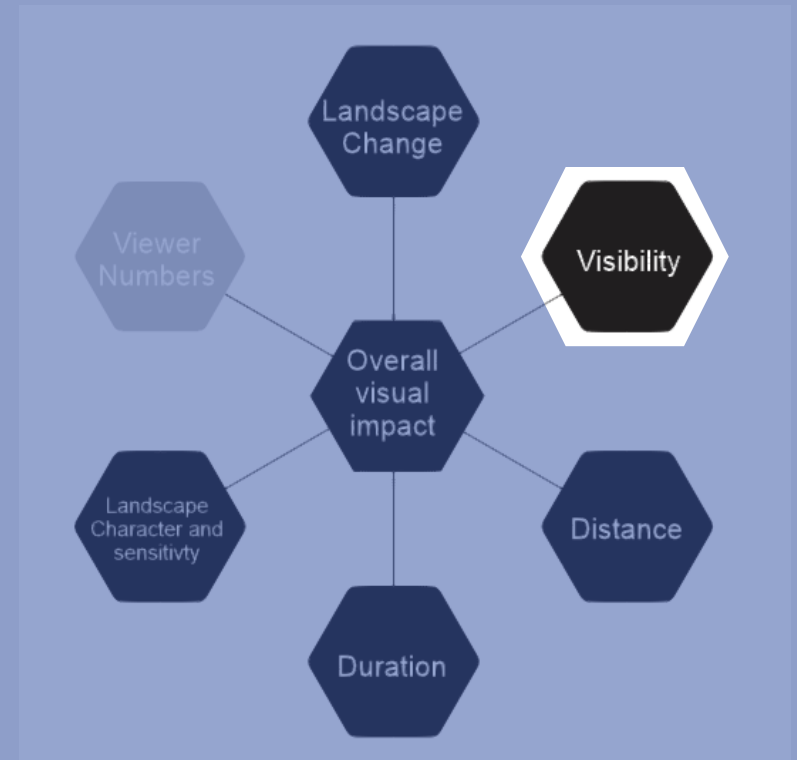 Landscape
Change
Viewer
Numbers
Visibility
Overall
visual
impact
Landscape
Character and
sensitivty
Distance
Duration